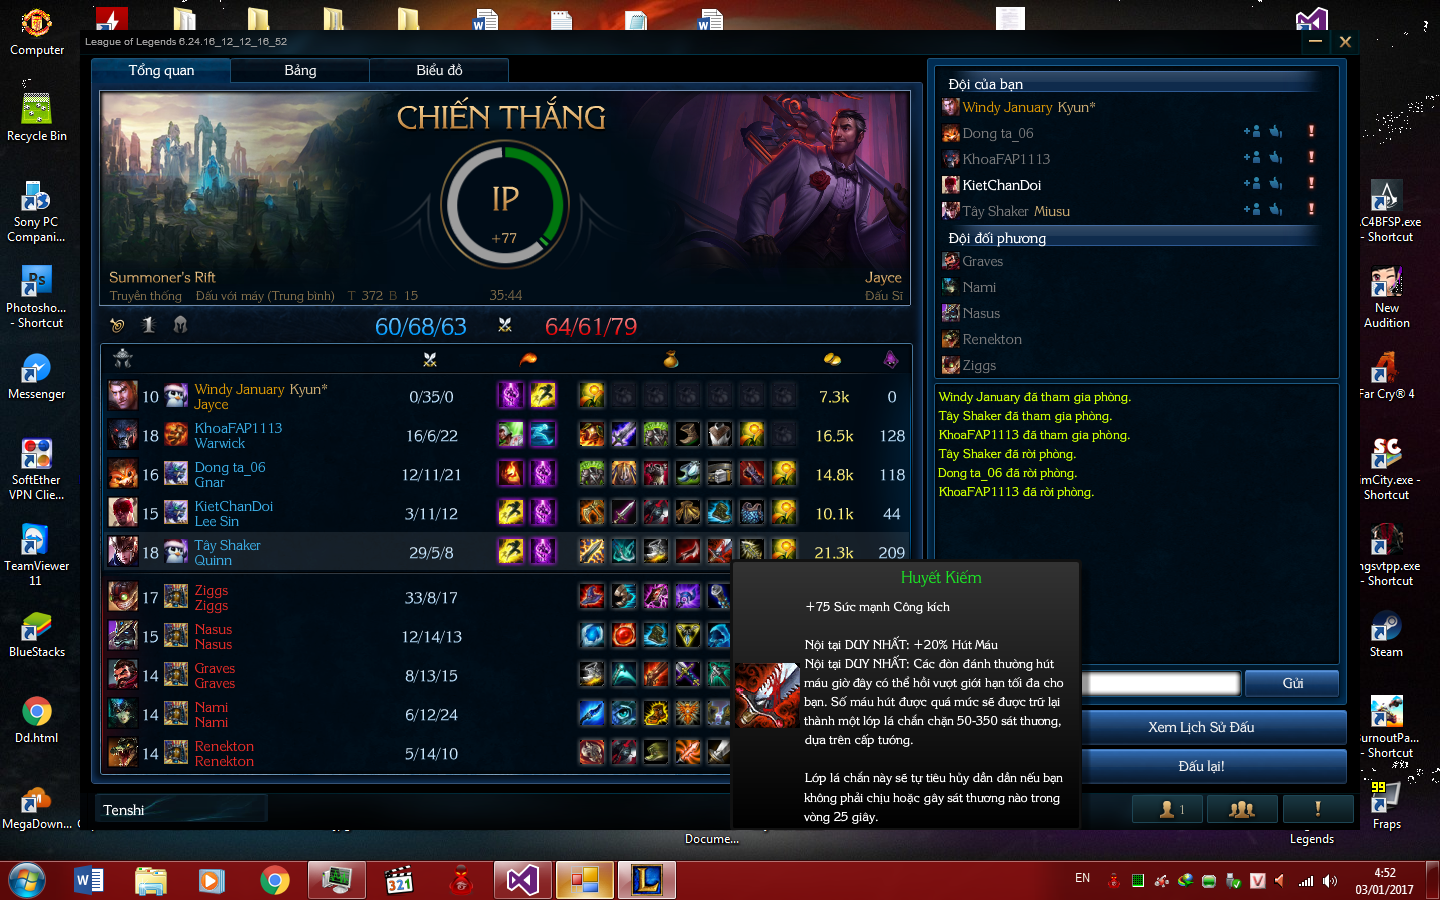 Computer
Recycle Bin
Sony PC
Compani...
Photosho...
- Shortcut
Messenger
SoftEther
VPN Clie...
TeamViewer
11
BlueStacks
Dd.html
MegaDown...
League of Legends 6.24.16_12_12_16_52
Tổng quan
Bảng
Biểu đồ
CHIẾN THẮNG
IP
+77
Summoner's Rift
Jayce
Truyền thống Đấu với máy (Trung bình) T 372 B 15
35:44
Đấu Sĩ
1
60/68/63
64/61/79
10 Windy January Kyun* 0/35/0 7.3k 0
Jayce
18 KhoaFAP1113 16/6/22 16.5k 128
Warwick
16 Dong ta_06 12/11/21 14.8k 118
Gnar
15 KietChanDoi 3/11/12 10.1k 44
Lee Sin
18 Tây Shaker 29/5/8 21.3k 209
Quinn
17 Ziggs 33/8/17
Ziggs
15 Nasus 12/14/13
Nasus
14 Graves 8/13/15
Graves
14 Nami 6/12/24
Nami
14 Renekton 5/14/10
Renekton
Huyết Kiếm
+75 Sức mạnh Công kích
Nội tại DUY NHẤT: +20% Hút Máu
Nội tại DUY NHẤT: Các đòn đánh thường hút
máu giờ đây có thể hồi vượt giới hạn tối đa cho
bạn. Số máu hút được quá mức sẽ được trữ lại
thành một lớp lá chắn chặn 50-350 sát thương,
dựa trên cấp tướng.
Lớp lá chắn này sẽ tự tiêu hủy dần dần nếu bạn
không phải chịu hoặc gây sát thương nào trong
vòng 25 giây.
Đội của bạn
Windy January Kyun*
Dong ta_06
KhoaFAP1113
KietChanDoi
Tây Shaker Miusu
Đội đối phương
Graves
Nami
Nasus
Renekton
Ziggs
Windy January đã tham gia phòng.
Tây Shaker đã tham gia phòng.
KhoaFAP1113 đã tham gia phòng.
Tây Shaker đã rời phòng.
Dong ta_06 đã rời phòng.
KhoaFAP1113 đã rời phòng.
Gửi
Xem Lịch Sử Đấu
Đấu lại!
Tenshi
1
Docume...
Legends
C4BFSP.exe
- Shortcut
New
Audition
Far Cry® 4
SC
imCity.exe -
Shortcut
ngsvtpp.exe
- Shortcut
Steam
urnoutPa...
- Shortcut
99
Fraps
321
EN
4:52
03/01/2017